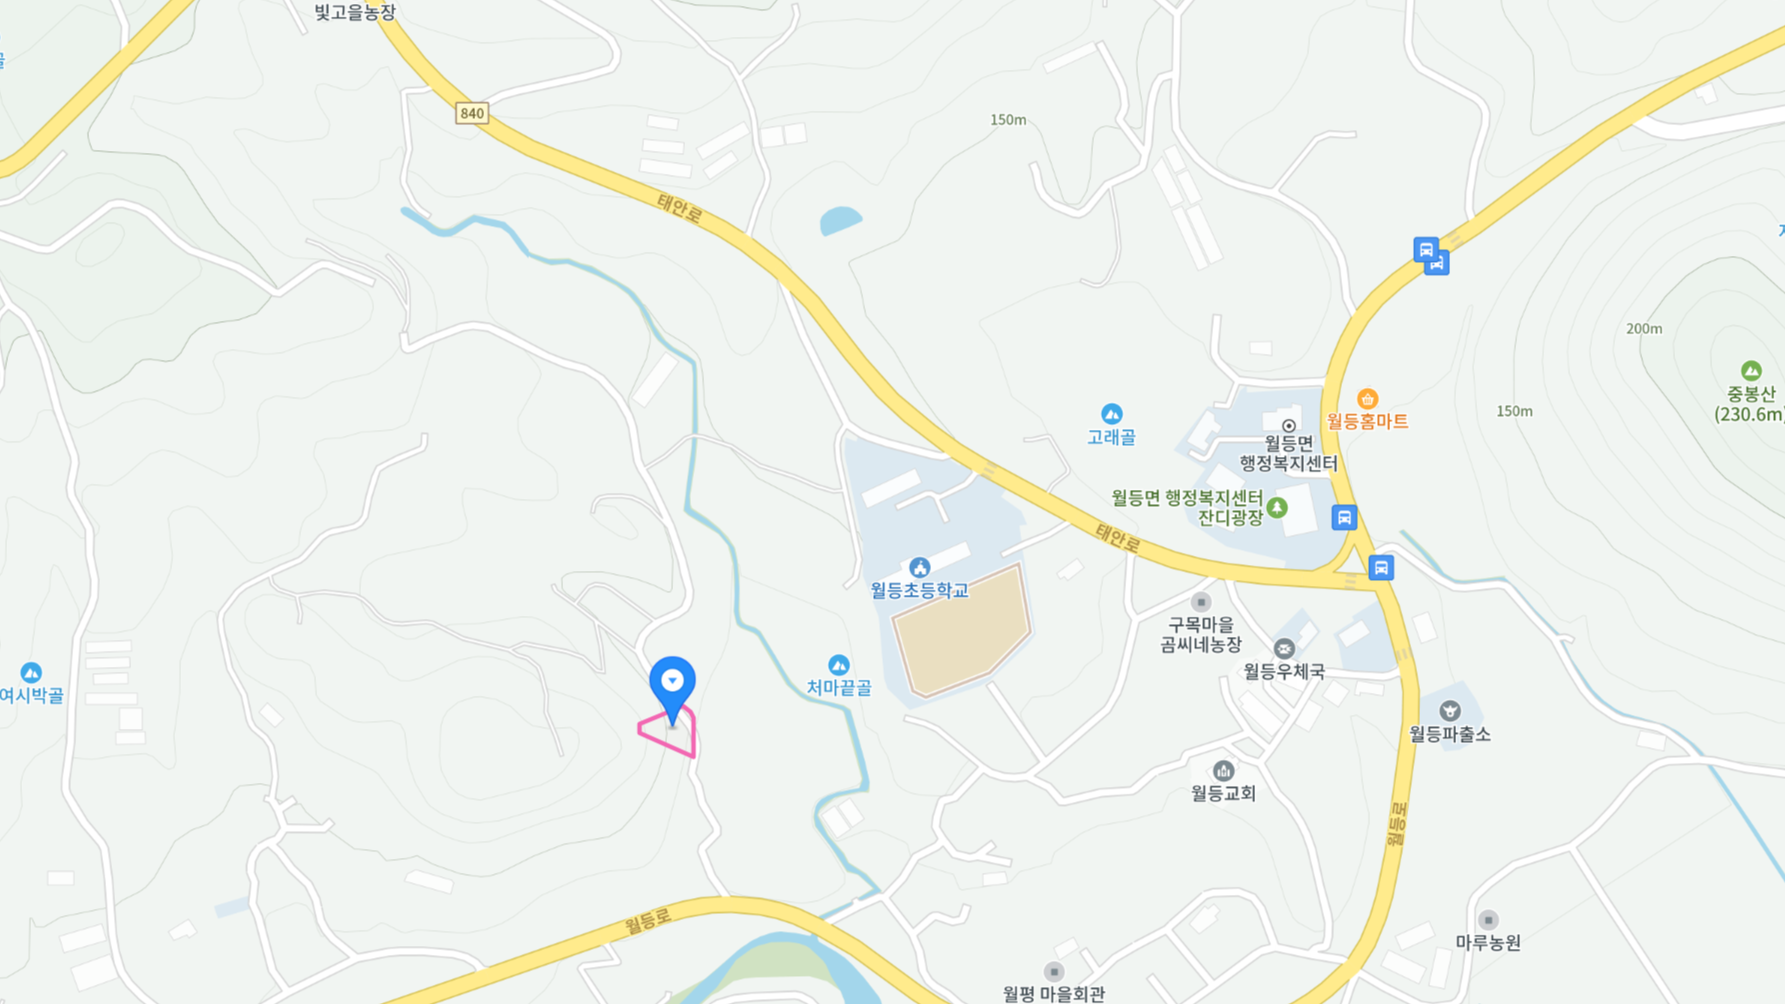 빛고을농장
골
840
150m
태안로
200m
중봉산
(230.6m)
150m
월등홈마트
고래골
월등면
행정복지센터
월등면 행정복지센터
잔디광장
태안로
월등초등학교
구목마을
곰씨네농장
월등우체국
처마끝골
여시박골
월등파출소
월등교회
월등로
월등로
마루농원
월평 마을회관